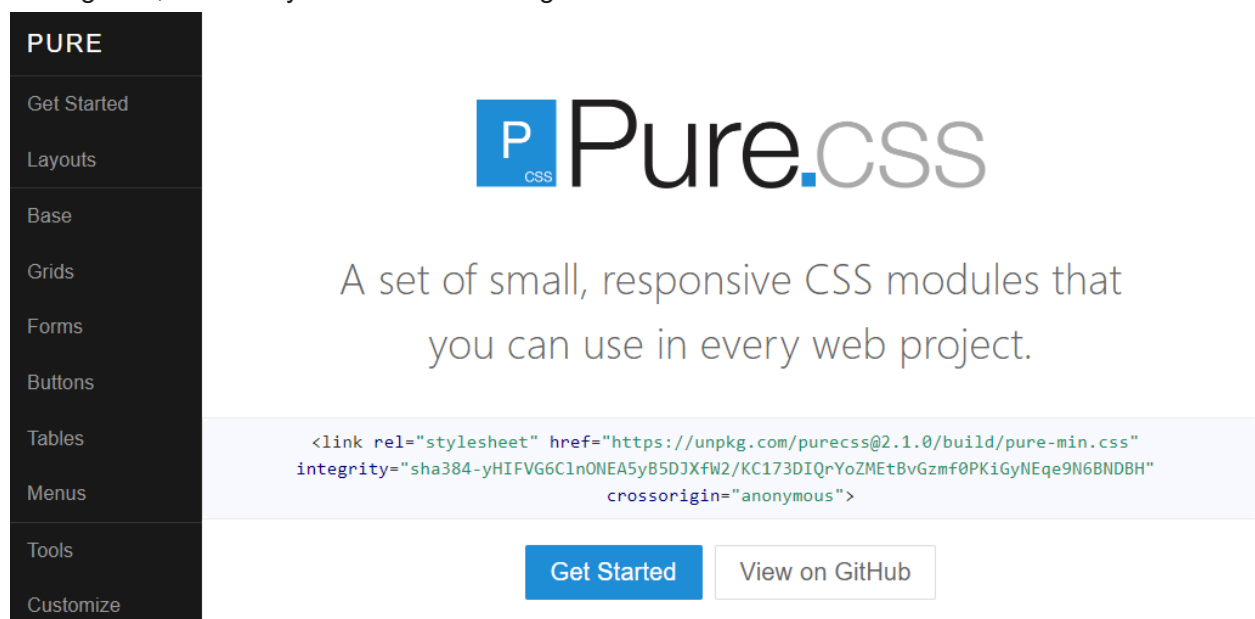 PURE
Get Started
Layouts
Base
Grids
Forms
Buttons
Tables
Menus
Tools
Customize
P
CSS
Pure.css
A set of small, responsive CSS modules that
you can use in every web project.
<link rel="stylesheet" href="https://unpkg.com/purecss@2.1.0/build/pure-min.css"
integrity="sha384-yHIFVG6ClnONEA5yB5DJXfW2/KC173DIQrYoZMEtBvGzmf0PKiGyNEqe9N6BNDBH"
crossorigin="anonymous">
Get Started
View on GitHub